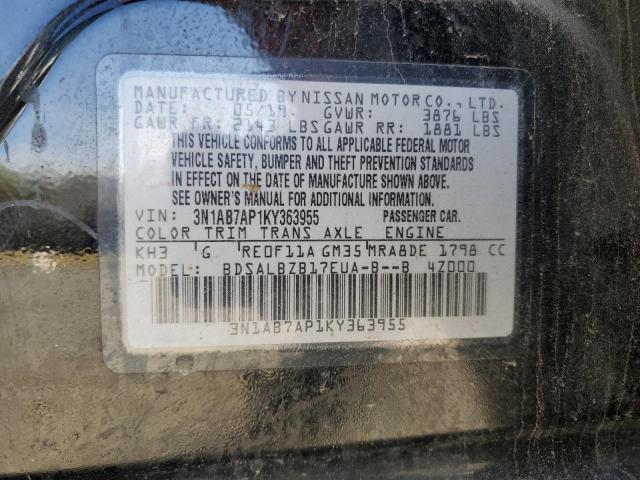 MANUFACTURED BY NISSAN MOTOR CO., LTD.
DATE: 05/19 GVWR: 3876 LBS
GAWR FR: 2143 LBS GAWR RR: 1881 LBS
THIS VEHICLE CONFORMS TO ALL APPLICABLE FEDERAL MOTOR
VEHICLE SAFETY, BUMPER AND THEFT PREVENTION STANDARDS
IN EFFECT ON THE DATE OF MANUFACTURE SHOWN ABOVE.
SEE OWNER'S MANUAL FOR ADDITIONAL INFORMATION.
VIN: 3N1AB7AP1KY363955 PASSENGER CAR.
COLOR TRIM TRANS AXLE ENGINE
KH3 G RE0F11A GM35 MRA8DE 1798 CC
MODEL: BDSALBZB17EUA-B--B 4Z000
3N1AB7AP1KY363955